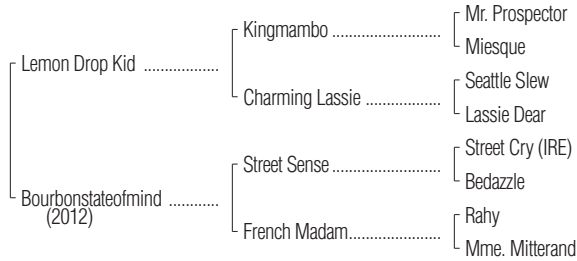 Mr. Prospector
Kingmambo ......................
Miesque
Lemon Drop Kid ..................
Seattle Slew
Charming Lassie ................
Lassie Dear
Street Cry (IRE)
Street Sense ......................
Bedazzle
Bourbonstateofmind ............
(2012)
Rahy
French Madam...................
Mme. Mitterand